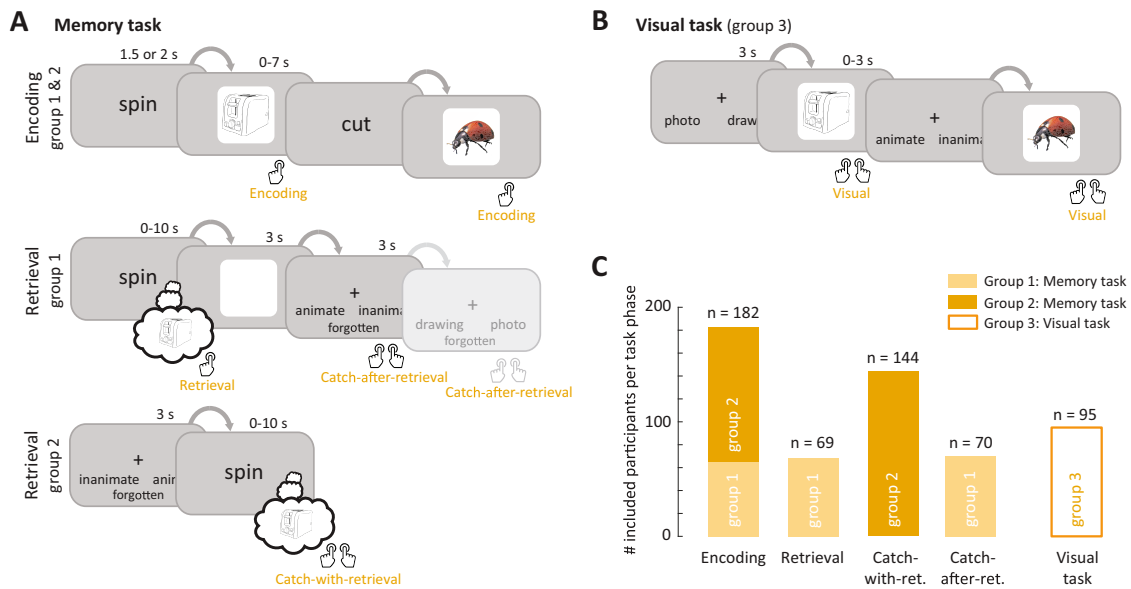 A Memory task
Encoding
group 1 & 2
1.5 or 2 s
0-7 s
spin
cut
Encoding
Encoding
Retrieval
group 1
0-10 s
3 s
3 s
spin
+
animate inanima
forgotten
+
drawing photo
forgotten
Retrieval
Catch-after-retrieval
Catch-after-retrieval
Retrieval
group 2
3 s
0-10 s
+
inanimate anir
forgotten
spin
Catch-with-retrieval
B Visual task (group 3)
3 s
0-3 s
+
photo draw
+
animate inanima
Visual
Visual
C
Group 1: Memory task
Group 2: Memory task
Group 3: Visual task
# included participants per task phase
200
100
0
n = 182
n = 69
n = 144
n = 70
n = 95
group 2
group 1
group 1
group 2
group 1
group 3
Encoding
Retrieval
Catch-
with-ret.
Catch-
after-ret.
Visual
task